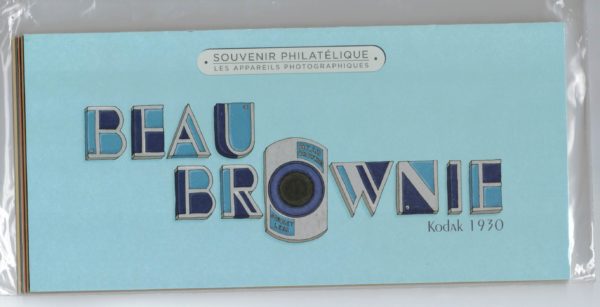 SOUVENIR PHILATÉLIQUE
LES APPAREILS PHOTOGRAPHIQUES
BEAU
BROWNIE
Kodak 1930